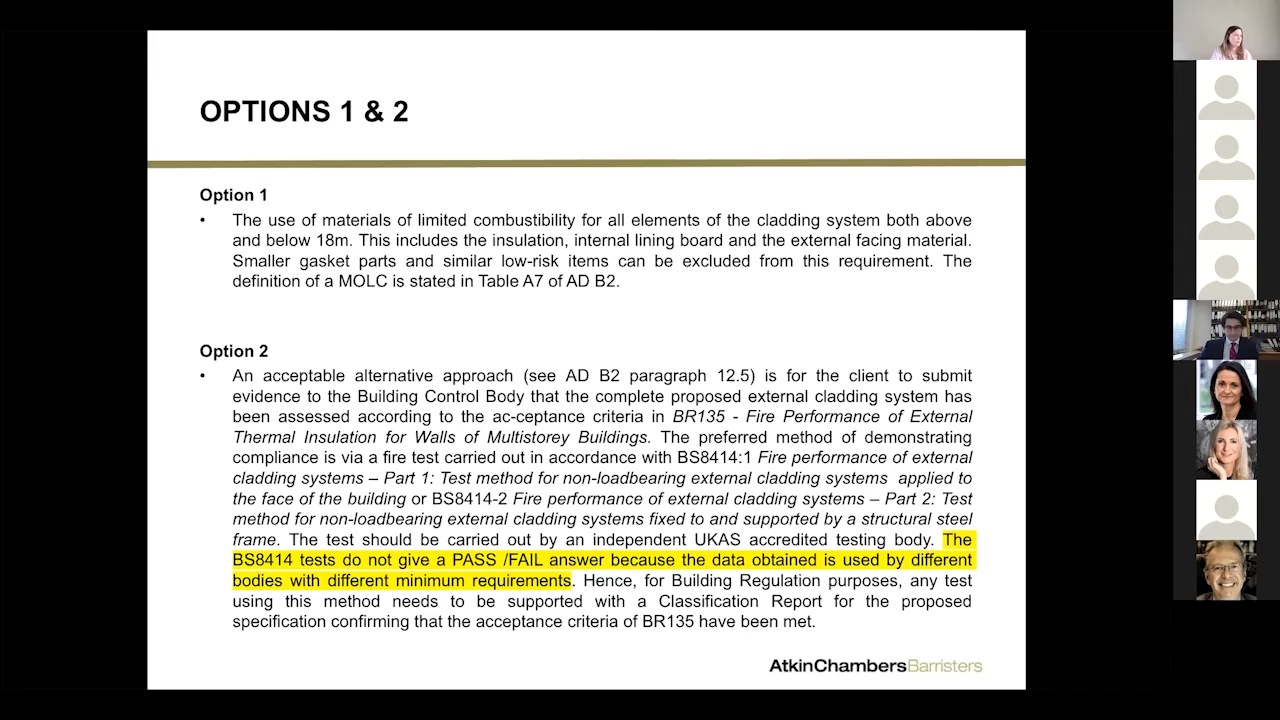 OPTIONS 1 & 2
Option 1
• The use of materials of limited combustibility for all elements of the cladding system both above
and below 18m. This includes the insulation, internal lining board and the external facing material.
Smaller gasket parts and similar low-risk items can be excluded from this requirement. The
definition of a MOLC is stated in Table A7 of AD B2.
Option 2
• An acceptable alternative approach (see AD B2 paragraph 12.5) is for the client to submit
evidence to the Building Control Body that the complete proposed external cladding system has
been assessed according to the ac-ceptance criteria in BR135 - Fire Performance of External
Thermal Insulation for Walls of Multistorey Buildings. The preferred method of demonstrating
compliance is via a fire test carried out in accordance with BS8414:1 Fire performance of external
cladding systems – Part 1: Test method for non-loadbearing external cladding systems applied to
the face of the building or BS8414-2 Fire performance of external cladding systems – Part 2: Test
method for non-loadbearing external cladding systems fixed to and supported by a structural steel
frame. The test should be carried out by an independent UKAS accredited testing body. The
BS8414 tests do not give a PASS /FAIL answer because the data obtained is used by different
bodies with different minimum requirements. Hence, for Building Regulation purposes, any test
using this method needs to be supported with a Classification Report for the proposed
specification confirming that the acceptance criteria of BR135 have been met.
AtkinChambersBarristers